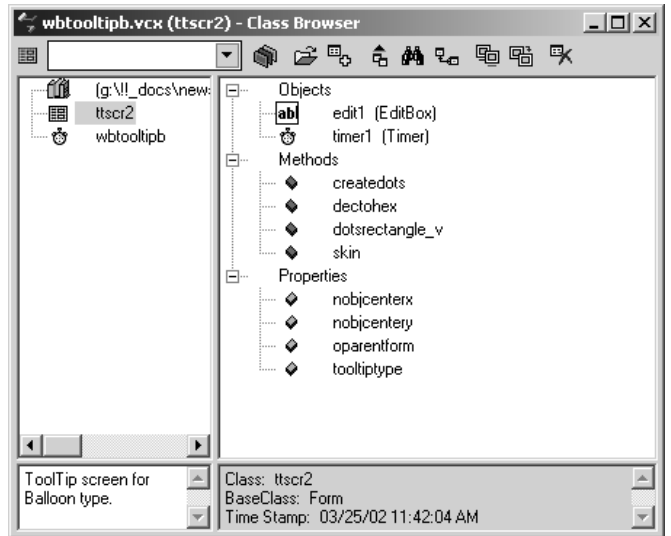 wbtooltipb.vcx (ttscr2) - Class Browser
(g:\!!_docs\new
ttscr2
wbtooltipb
Objects
abl
edit1 (EditBox)
timer1 (Timer)
Methods
createdots
dectohex
dotsrectangle_v
skin
Properties
nobjcenterx
nobjcentery
oparentform
tooltiptype
ToolTip screen for
Balloon type.
Class: ttscr2
BaseClass: Form
Time Stamp: 03/25/02 11:42:04 AM